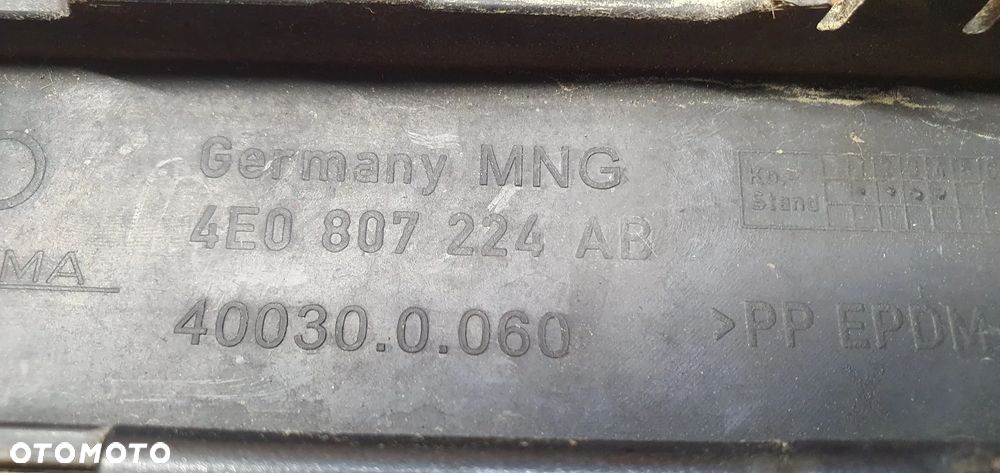 Germany MNG
4E0 807 224 AB
MA
40030.0.060
>PP EPDM
Stand
OTOMOTO